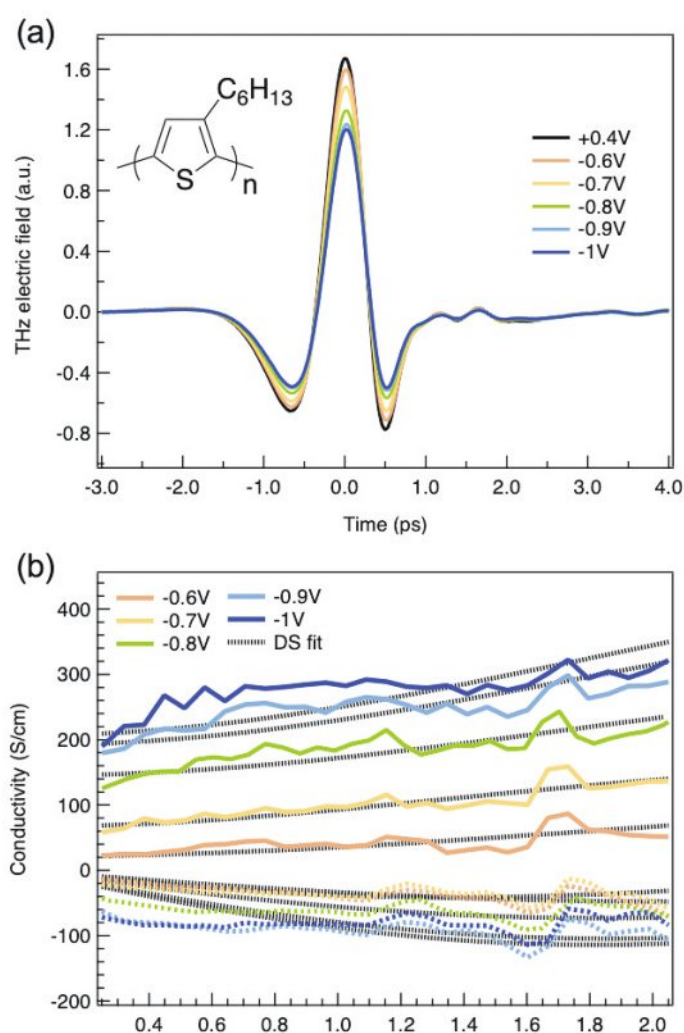 (a)
THz electric field (a.u.)
1.6
1.2
0.8
0.4
0.0
-0.4
-0.8
C6H13
S
n
+0.4V
-0.6V
-0.7V
-0.8V
-0.9V
-1V
-3.0 -2.0 -1.0 0.0 1.0 2.0 3.0 4.0
Time (ps)
(b)
Conductivity (S/cm)
400
300
200
100
0
-100
-200
-0.6V -0.9V
-0.7V -1V
-0.8V DS fit
0.4 0.6 0.8 1.0 1.2 1.4 1.6 1.8 2.0